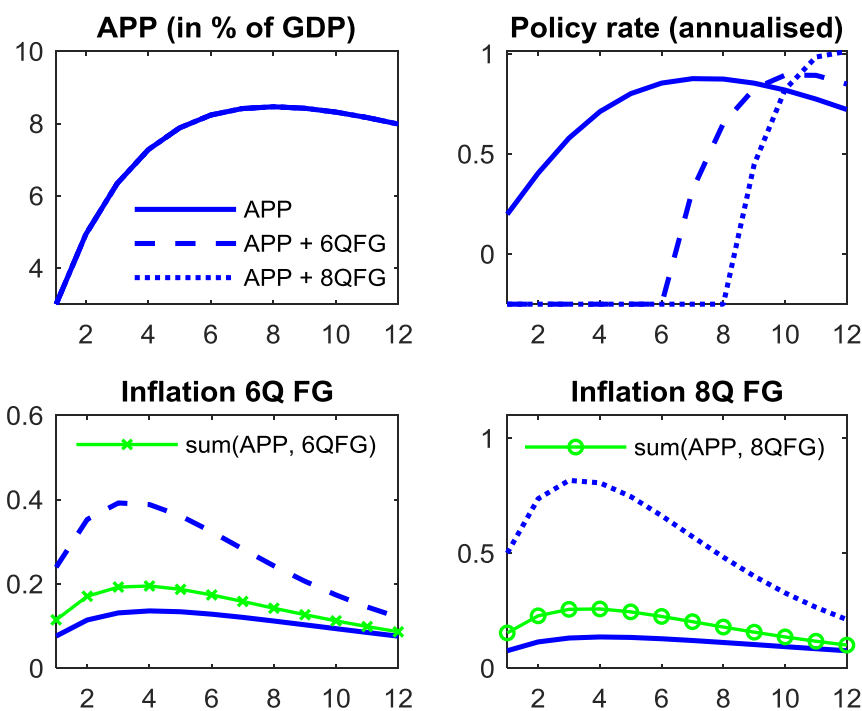 APP (in % of GDP)
10
8
6
4
2 4 6 8 10 12
APP
APP + 6QFG
APP + 8QFG
Policy rate (annualised)
1
0.5
0
2 4 6 8 10 12
Inflation 6Q FG
0.6
0.4
0.2
0
2 4 6 8 10 12
sum(APP, 6QFG)
Inflation 8Q FG
1
0.5
0
2 4 6 8 10 12
sum(APP, 8QFG)